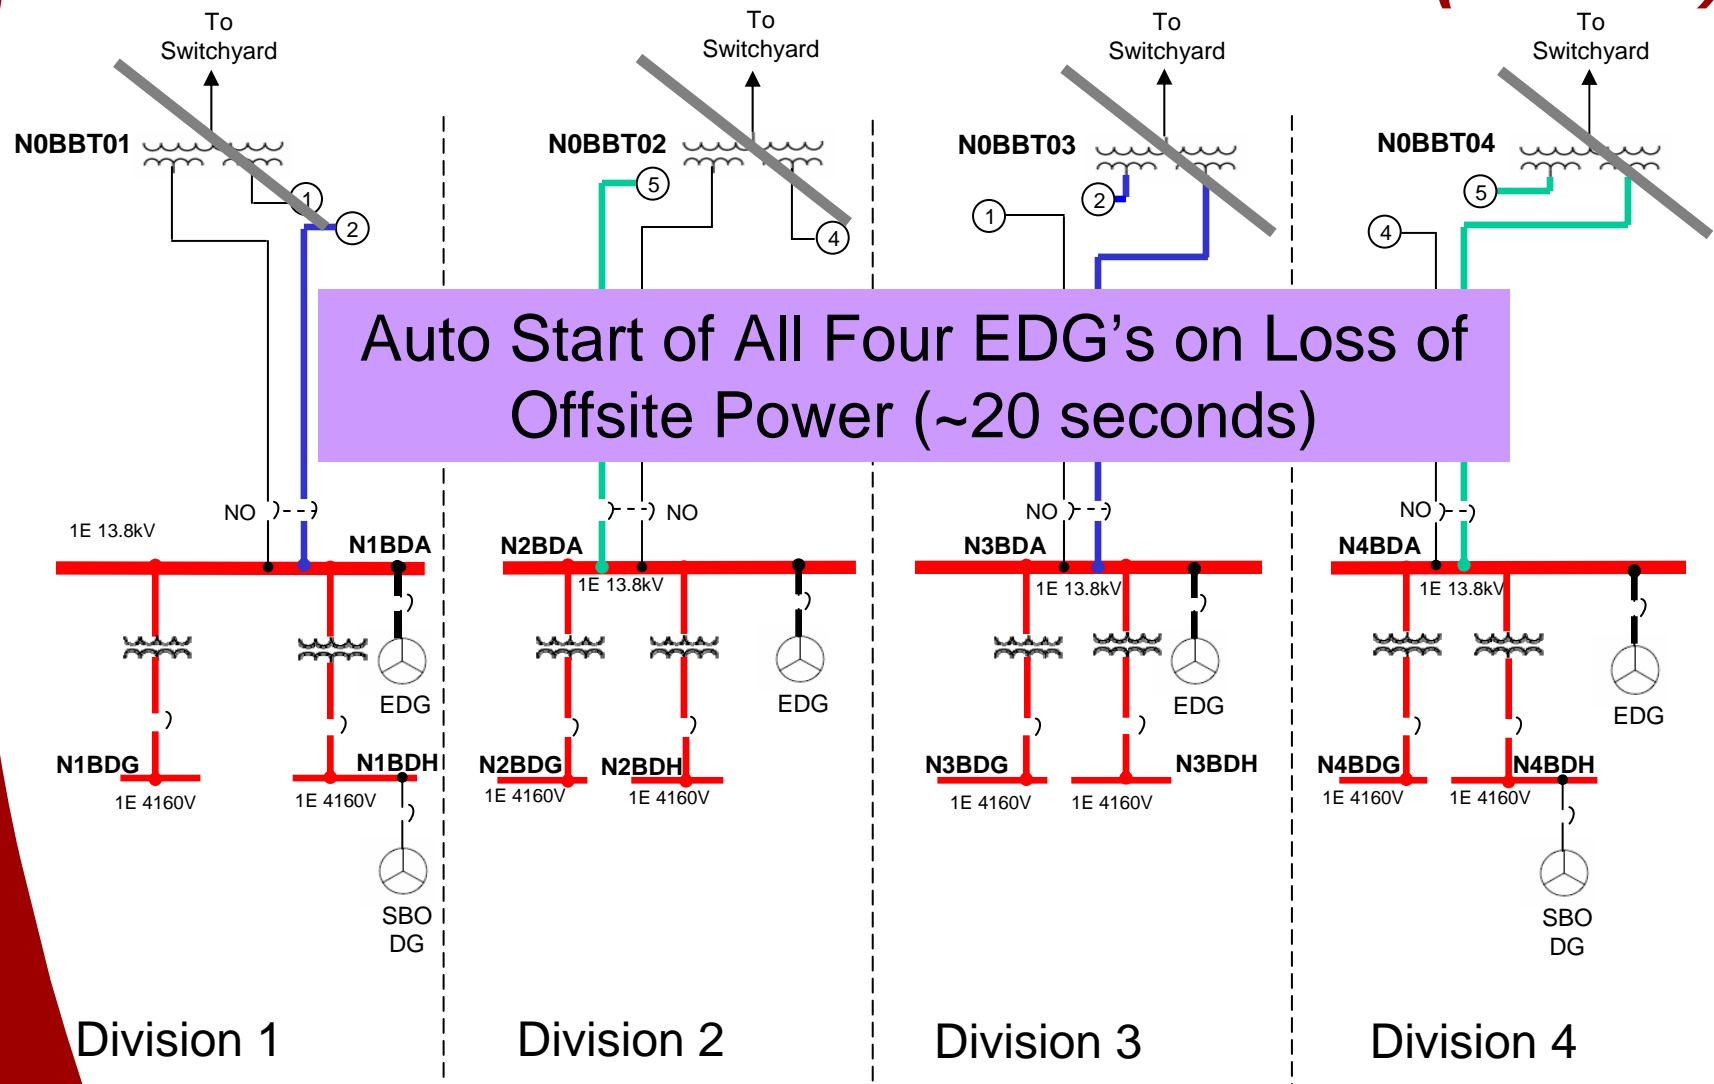 To
Switchyard
To
Switchyard
To
Switchyard
To
Switchyard
N0BBT01
N0BBT02
N0BBT03
N0BBT04
1
2
5
4
1
2
4
5
Auto Start of All Four EDG’s on Loss of
Offsite Power (~20 seconds)
NO
NO
NO
NO
1E 13.8kV
N1BDA
N2BDA
N3BDA
N4BDA
1E 13.8kV
1E 13.8kV
1E 13.8kV
EDG
EDG
EDG
EDG
N1BDG
N1BDH
N2BDG
N2BDH
N3BDG
N3BDH
N4BDG
N4BDH
1E 4160V
1E 4160V
1E 4160V
1E 4160V
1E 4160V
1E 4160V
1E 4160V
1E 4160V
SBO
DG
SBO
DG
Division 1
Division 2
Division 3
Division 4